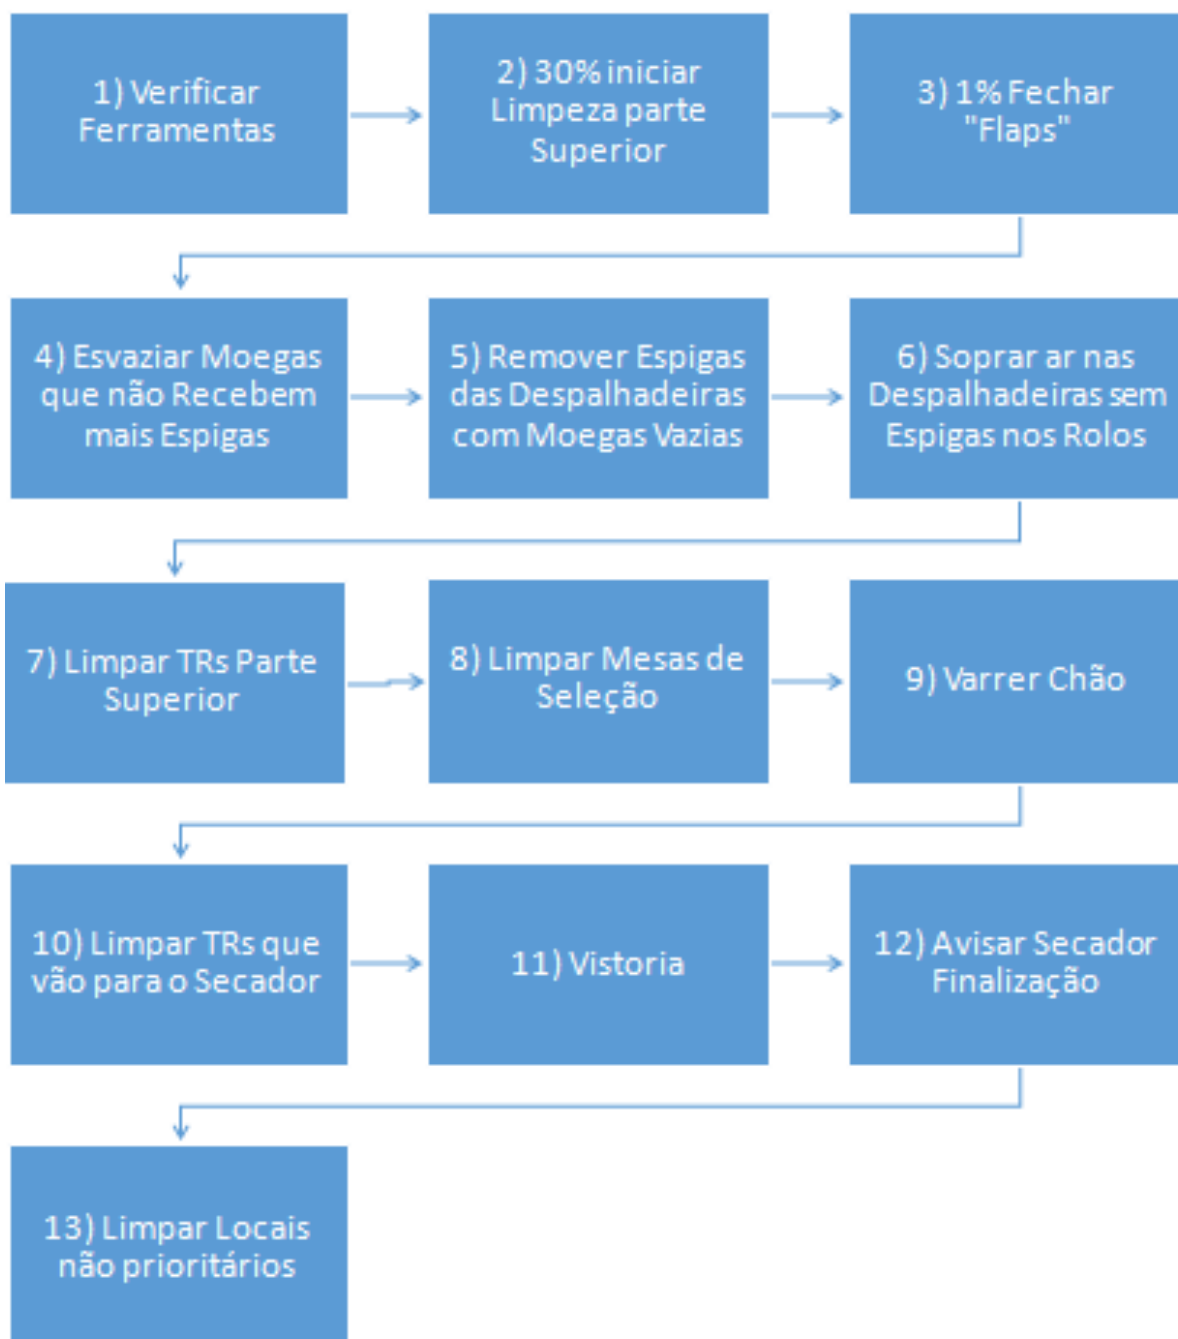 1) Verificar
Ferramentas
2) 30% iniciar
Limpeza parte
Superior
3) 1% Fechar
"Flaps"
4) Esvaziar Moegas
que não Recebem
mais Espigas
5) Remover Espigas
das Despalhadeiras
com Moegas Vazias
6) Soprar ar nas
Despalhadeiras sem
Espigas nos Rolos
7) Limpar TRs Parte
Superior
8) Limpar Mesas de
Seleção
9) Varrer Chão
10) Limpar TRs que
vão para o Secador
11) Vistoria
12) Avisar Secador
Finalização
13) Limpar Locais
não prioritários